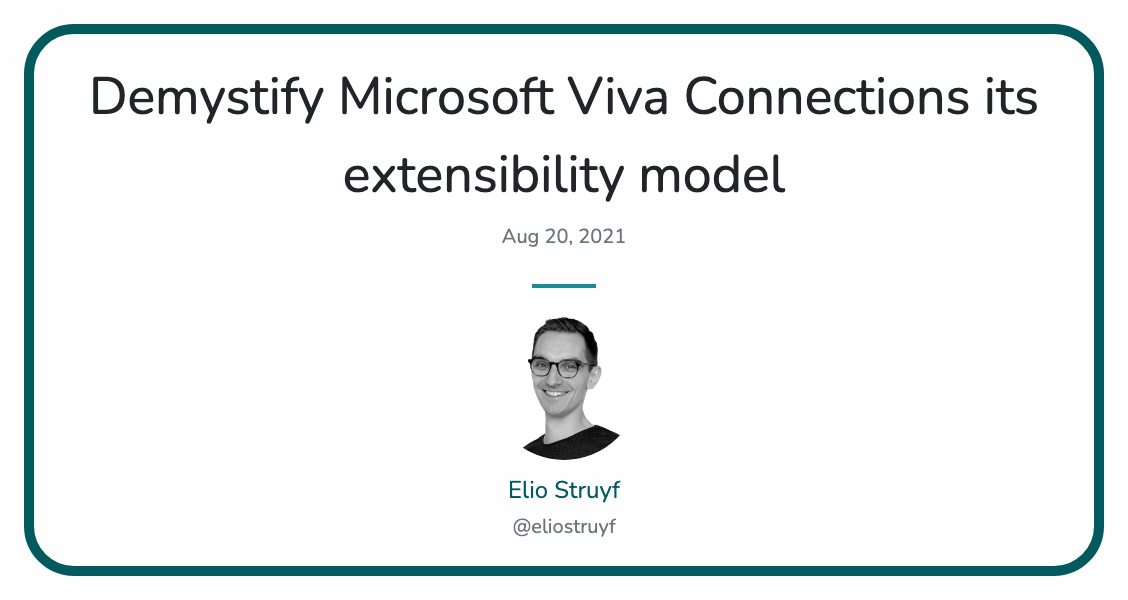 Demystify Microsoft Viva Connections its
extensibility model
Aug 20, 2021
Elio Struyf
@eliostruyf